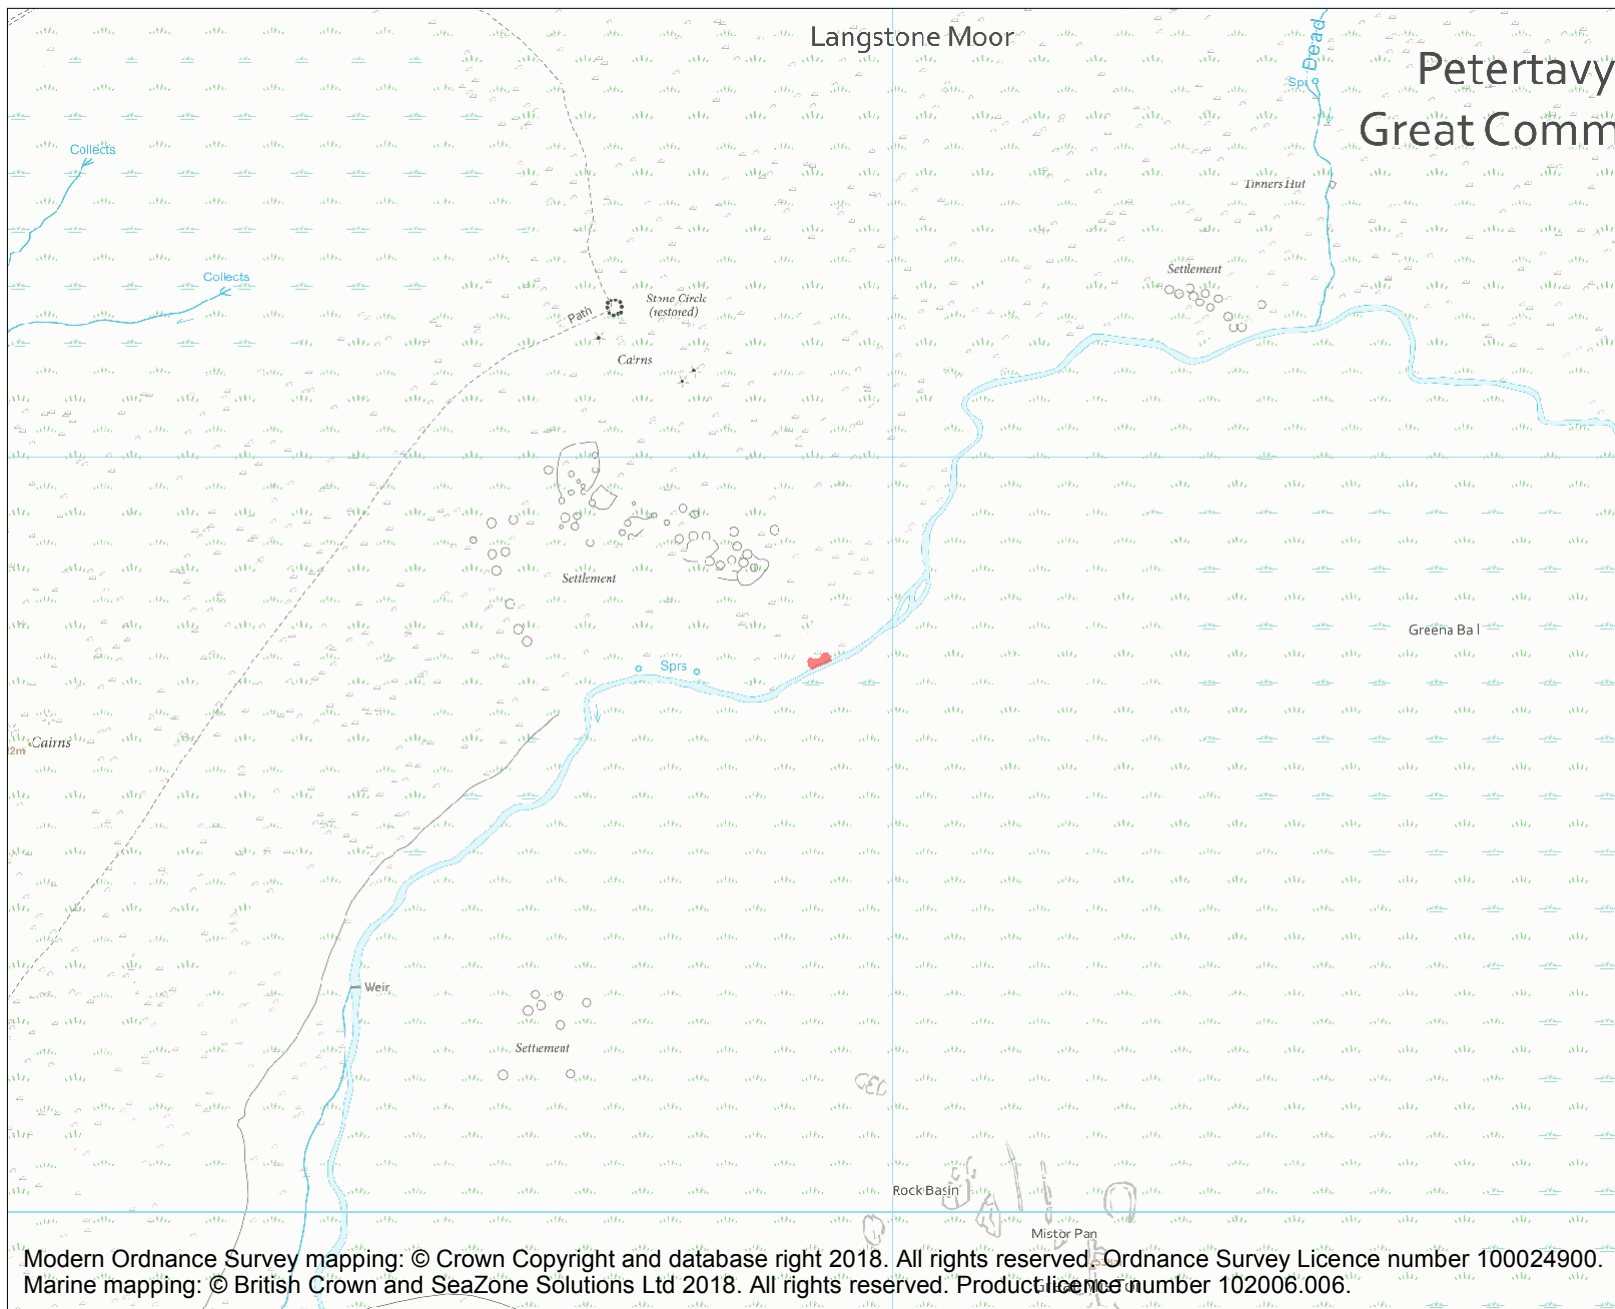 Langstone Moor
Dead
Petertavy
Great Comm
Spr
Collects
Tinners Hut
Settlement
Collects
Stone Circle
(restored)
Path
Cairns
Settlement
Greena Ball
Sprs
Cairns
2m
Weir
Settlement
Rock Basin
Mistor Pan
Modern Ordnance Survey mapping: © Crown Copyright and database right 2018. All rights reserved. Ordnance Survey Licence number 100024900.
Marine mapping: © British Crown and SeaZone Solutions Ltd 2018. All rights reserved. Product licence number 102006.006.